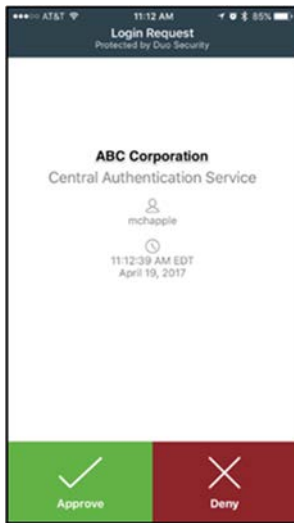 AT&T 11:12 AM 85%
Login Request
Protected by Duo Security
ABC Corporation
Central Authentication Service
mchapple
11:12:39 AM EDT
April 19, 2017
Approve Deny